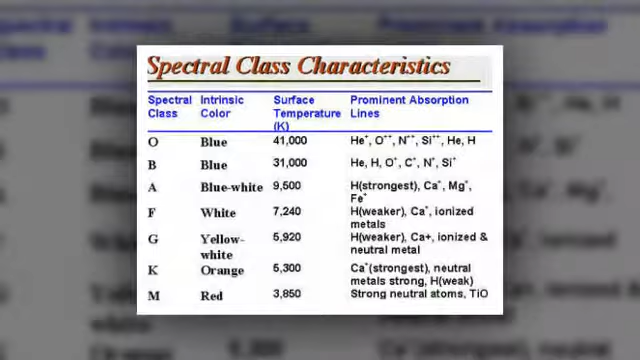 Spectral Class Characteristics
Spectral Intrinsic Surface Prominent Absorption
Class Color Temperature Lines
(K)
O Blue 41,000 He⁺, O⁺⁺, N⁺⁺, Si⁺⁺, He, H
B Blue 31,000 He, H, O⁺, C⁺, N⁺, Si⁺
A Blue-white 9,500 H(strongest), Ca⁺, Mg⁺,
Fe⁺
F White 7,240 H(weaker), Ca⁺, ionized
metals
G Yellow- 5,920 H(weaker), Ca+, ionized &
white neutral metal
K Orange 5,300 Ca⁺(strongest), neutral
metals strong, H(weak)
M Red 3,850 Strong neutral atoms, TiO